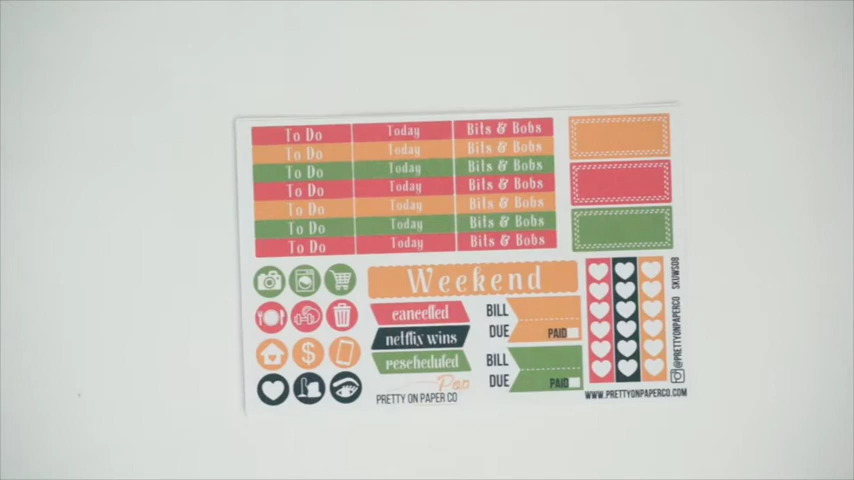 To Do Today Bits & Bobs
To Do Today Bits & Bobs
To Do Today Bits & Bobs
To Do Today Bits & Bobs
To Do Today Bits & Bobs
To Do Today Bits & Bobs
To Do Today Bits & Bobs
Weekend
cancelled
netflix wins
rescheduled
BILL
DUE
PAID
BILL
DUE
PAID
$
Pop
PRETTY ON PAPER CO
@PRETTYONPAPERCO SKUWS08
WWW.PRETTYONPAPERCO.COM